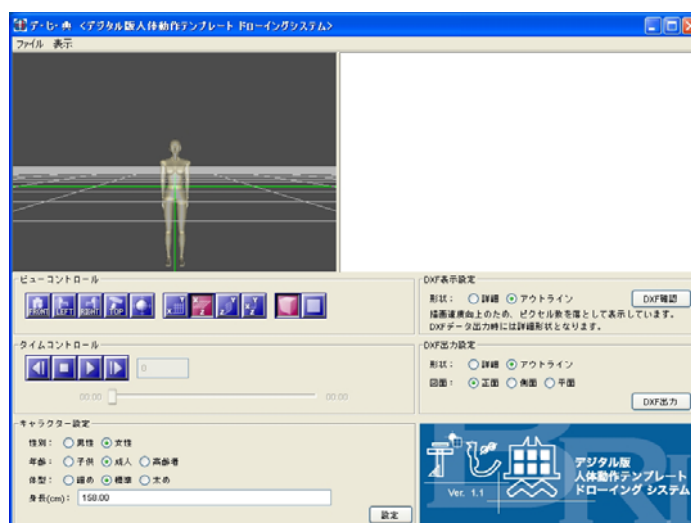 デ・じ・典 <デジタル版人体動作テンプレート ドローイングシステム>
ファイル 表示
ビューコントロール
FRONT LEFT RIGHT TOP
タイムコントロール
0
00:00 00:00
キャラクター設定
性別： 男性 女性
年齢： 子供 成人 高齢者
体型： 細め 標準 太め
身長(cm)： 158.00
設定
DXF表示設定
形状： 詳細 アウトライン DXF確認
描画速度向上のため、ピクセル数を落として表示しています。
DXFデータ出力時には詳細形状となります。
DXF出力設定
形状： 詳細 アウトライン
図面： 正面 側面 平面
DXF出力
デじ典
Ver. 1.1
デジタル版
人体動作テンプレート
ドローイング システム